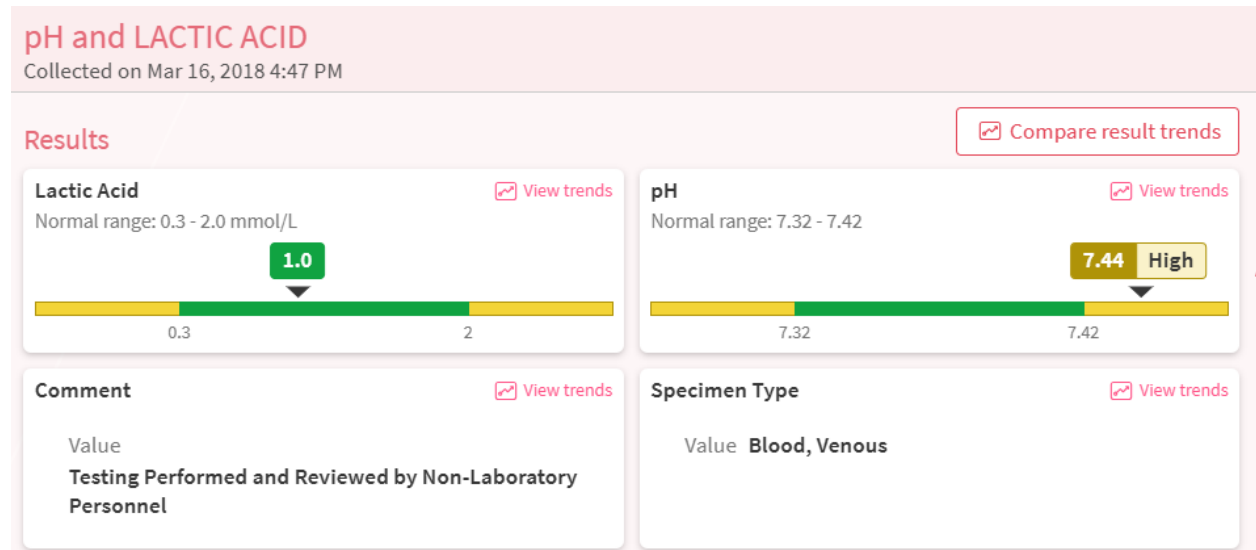 pH and LACTIC ACID
Collected on Mar 16, 2018 4:47 PM
Results
Compare result trends
Lactic Acid
View trends
Normal range: 0.3 - 2.0 mmol/L
1.0
0.3
2
pH
View trends
Normal range: 7.32 - 7.42
7.44 High
7.32
7.42
Comment
View trends
Value
Testing Performed and Reviewed by Non-Laboratory
Personnel
Specimen Type
View trends
Value Blood, Venous